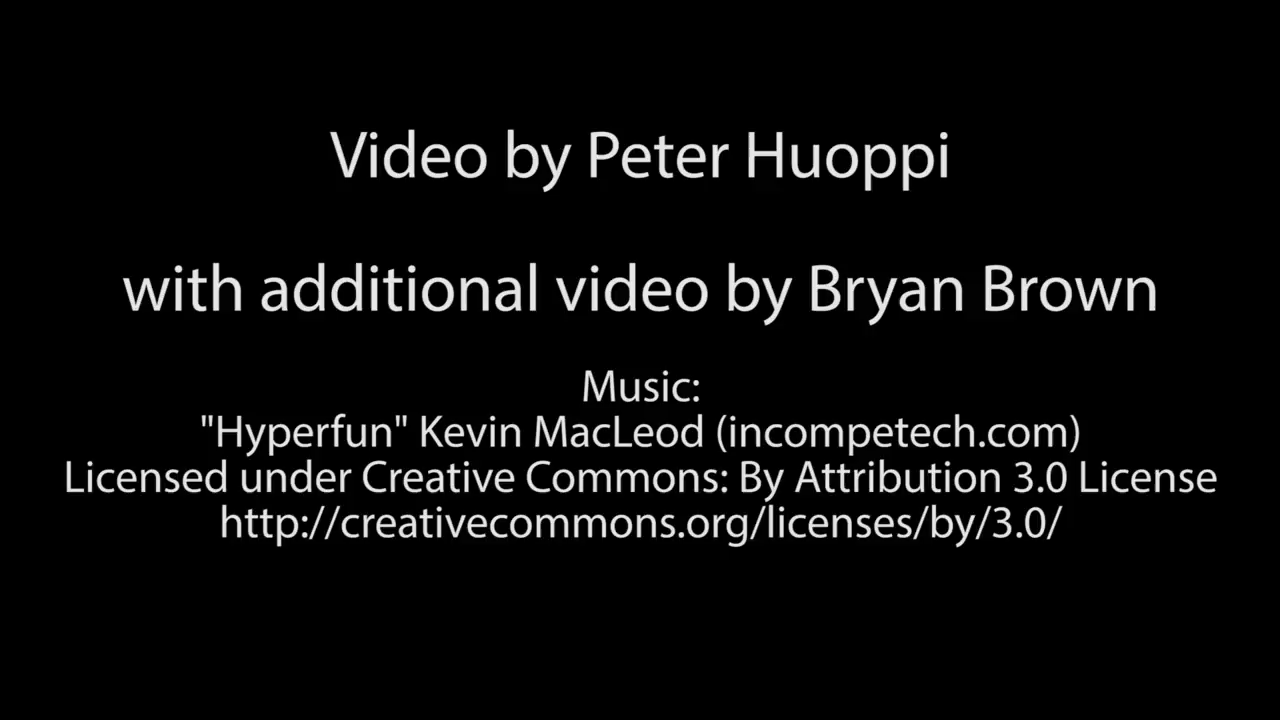 Video by Peter Huoppi
with additional video by Bryan Brown
Music:
"Hyperfun" Kevin MacLeod (incompetech.com)
Licensed under Creative Commons: By Attribution 3.0 License
http://creativecommons.org/licenses/by/3.0/